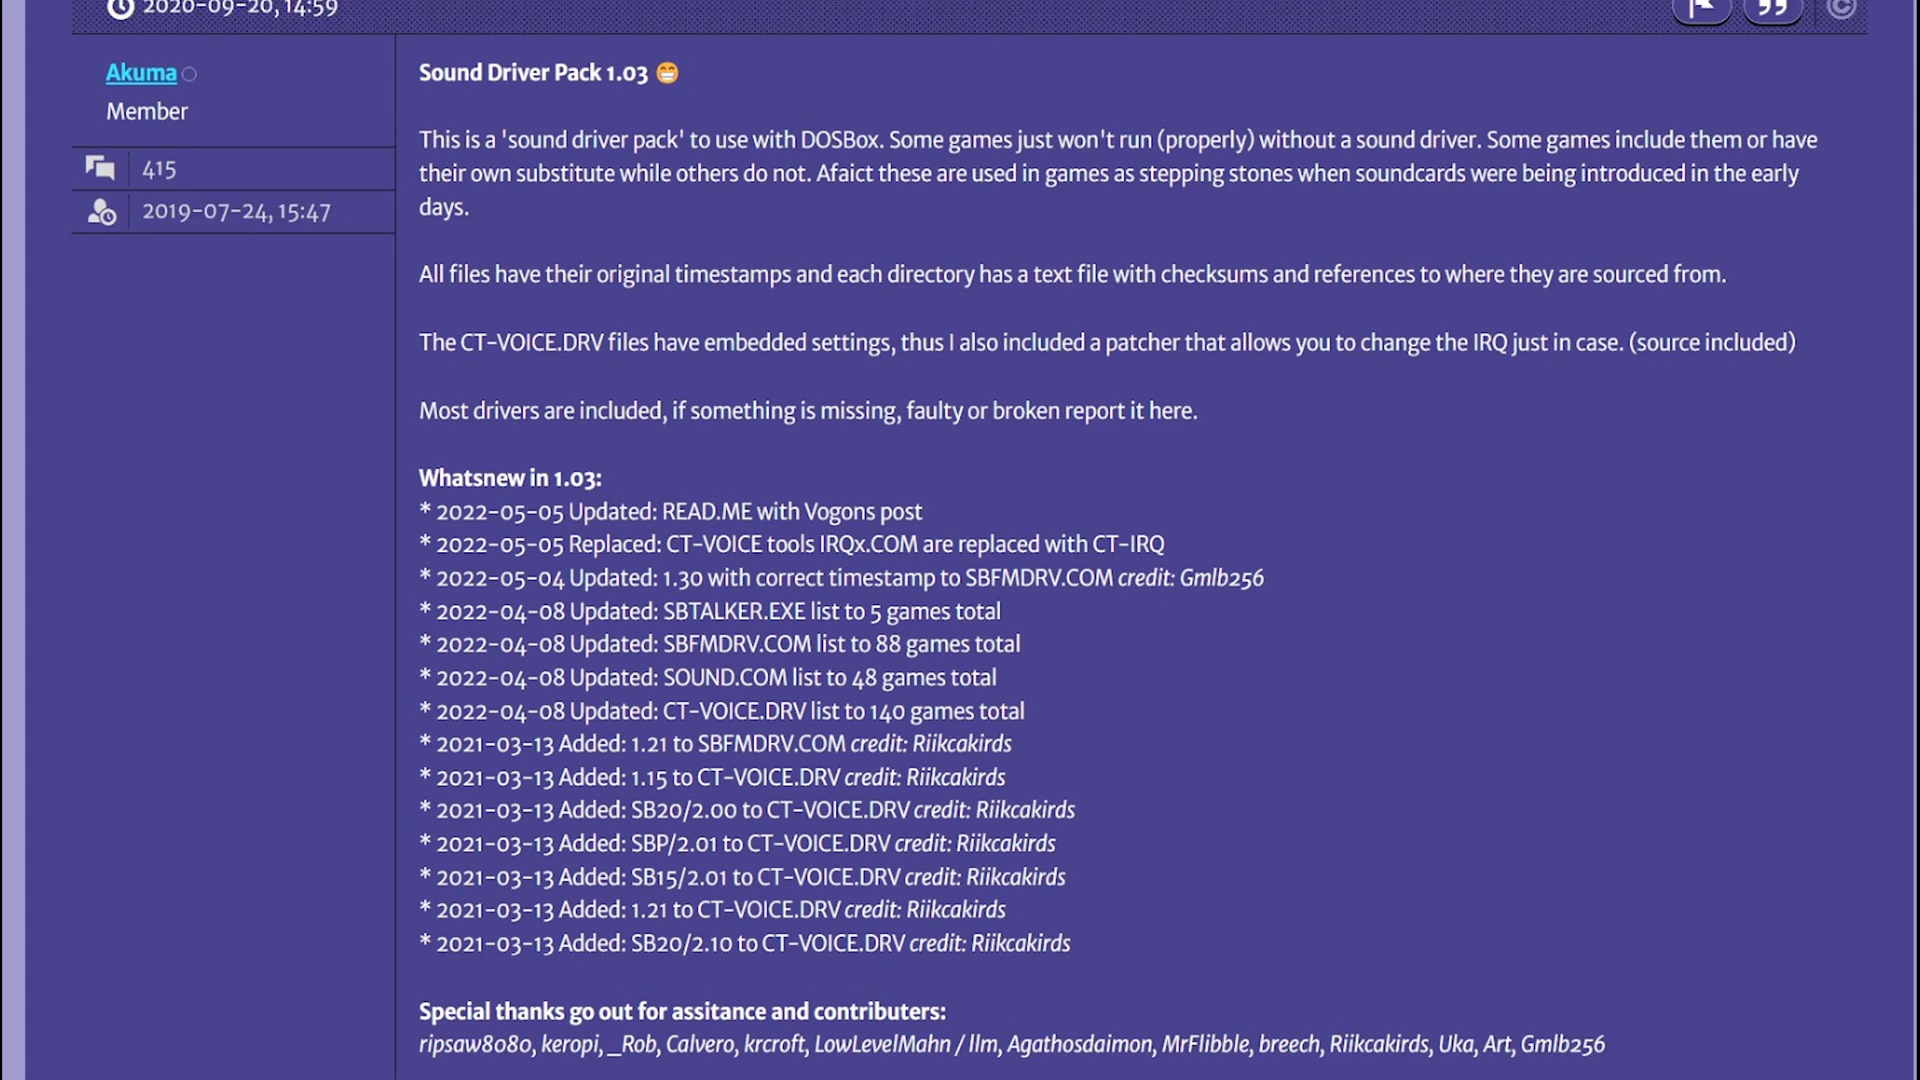 2020-09-20, 14:59
Akuma
Member
415
2019-07-24, 15:47
Sound Driver Pack 1.03
This is a 'sound driver pack' to use with DOSBox. Some games just won't run (properly) without a sound driver. Some games include them or have
their own substitute while others do not. Afaict these are used in games as stepping stones when soundcards were being introduced in the early
days.
All files have their original timestamps and each directory has a text file with checksums and references to where they are sourced from.
The CT-VOICE.DRV files have embedded settings, thus I also included a patcher that allows you to change the IRQ just in case. (source included)
Most drivers are included, if something is missing, faulty or broken report it here.
Whatsnew in 1.03:
* 2022-05-05 Updated: READ.ME with Vogons post
* 2022-05-05 Replaced: CT-VOICE tools IRQx.COM are replaced with CT-IRQ
* 2022-05-04 Updated: 1.30 with correct timestamp to SBFMDRV.COM credit: Gmlb256
* 2022-04-08 Updated: SBTALKER.EXE list to 5 games total
* 2022-04-08 Updated: SBFMDRV.COM list to 88 games total
* 2022-04-08 Updated: SOUND.COM list to 48 games total
* 2022-04-08 Updated: CT-VOICE.DRV list to 140 games total
* 2021-03-13 Added: 1.21 to SBFMDRV.COM credit: Riikcakirds
* 2021-03-13 Added: 1.15 to CT-VOICE.DRV credit: Riikcakirds
* 2021-03-13 Added: SB20/2.00 to CT-VOICE.DRV credit: Riikcakirds
* 2021-03-13 Added: SBP/2.01 to CT-VOICE.DRV credit: Riikcakirds
* 2021-03-13 Added: SB15/2.01 to CT-VOICE.DRV credit: Riikcakirds
* 2021-03-13 Added: 1.21 to CT-VOICE.DRV credit: Riikcakirds
* 2021-03-13 Added: SB20/2.10 to CT-VOICE.DRV credit: Riikcakirds
Special thanks go out for assitance and contributers:
ripsaw8080, keropi, _Rob, Calvero, krcroft, LowLevelMahn / llm, Agathosdaimon, MrFlibble, breech, Riikcakirds, Uka, Art, Gmlb256